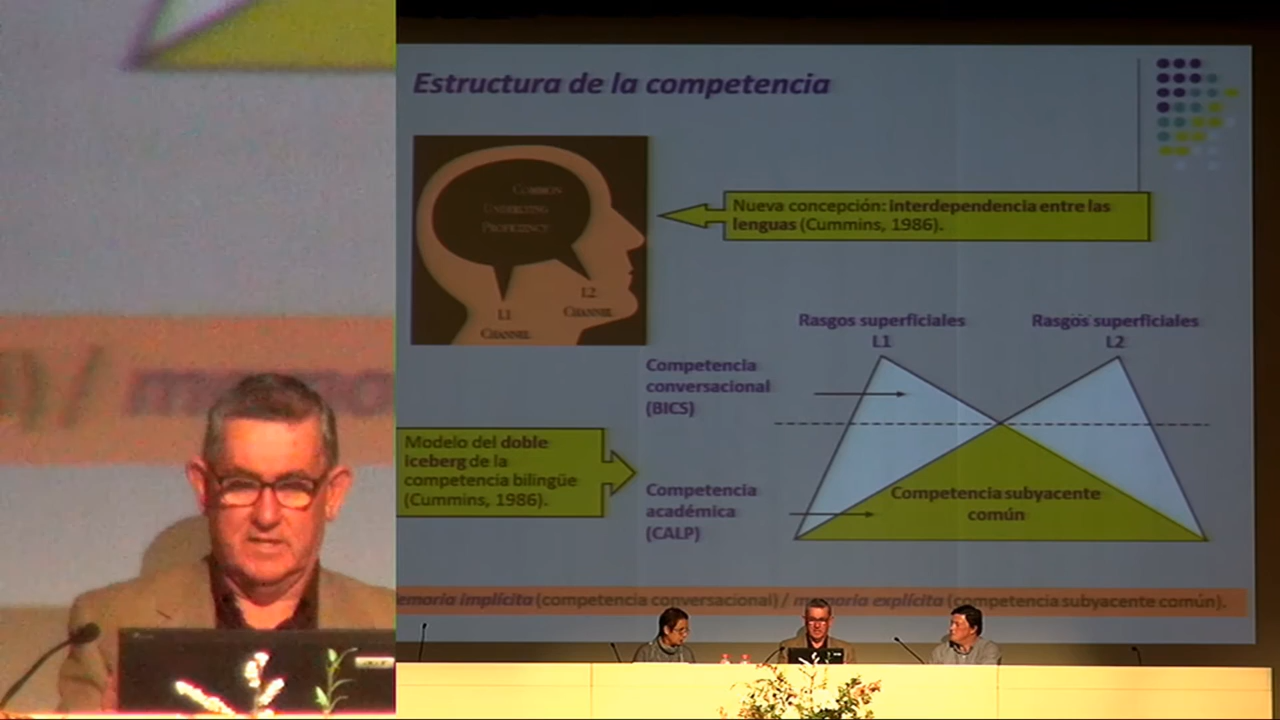 Estructura de la competencia
COMMON
UNDERLYING
PROFICIENCY
L1
CHANNEL
L2
CHANNEL
Nueva concepción: interdependencia entre las
lenguas (Cummins, 1986).
Rasgos superficiales
L1
Rasgos superficiales
L2
Competencia
conversacional
(BICS)
Modelo del doble
iceberg de la
competencia bilingüe
(Cummins, 1986).
Competencia
académica
(CALP)
Competencia subyacente
común
emoria implícita (competencia conversacional) / memoria explícita (competencia subyacente común).
l) / memo